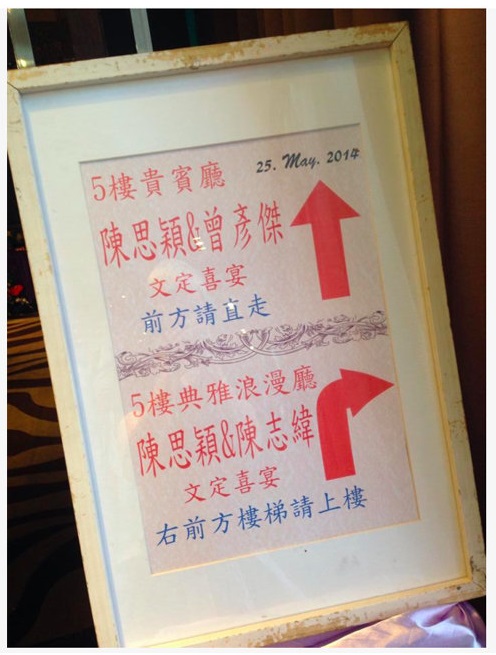 25. May. 2014
5樓貴賓廳
陳思穎&曾彥傑
文定喜宴
前方請直走
5樓典雅浪漫廳
陳思穎&陳志緯
文定喜宴
右前方樓梯請上樓